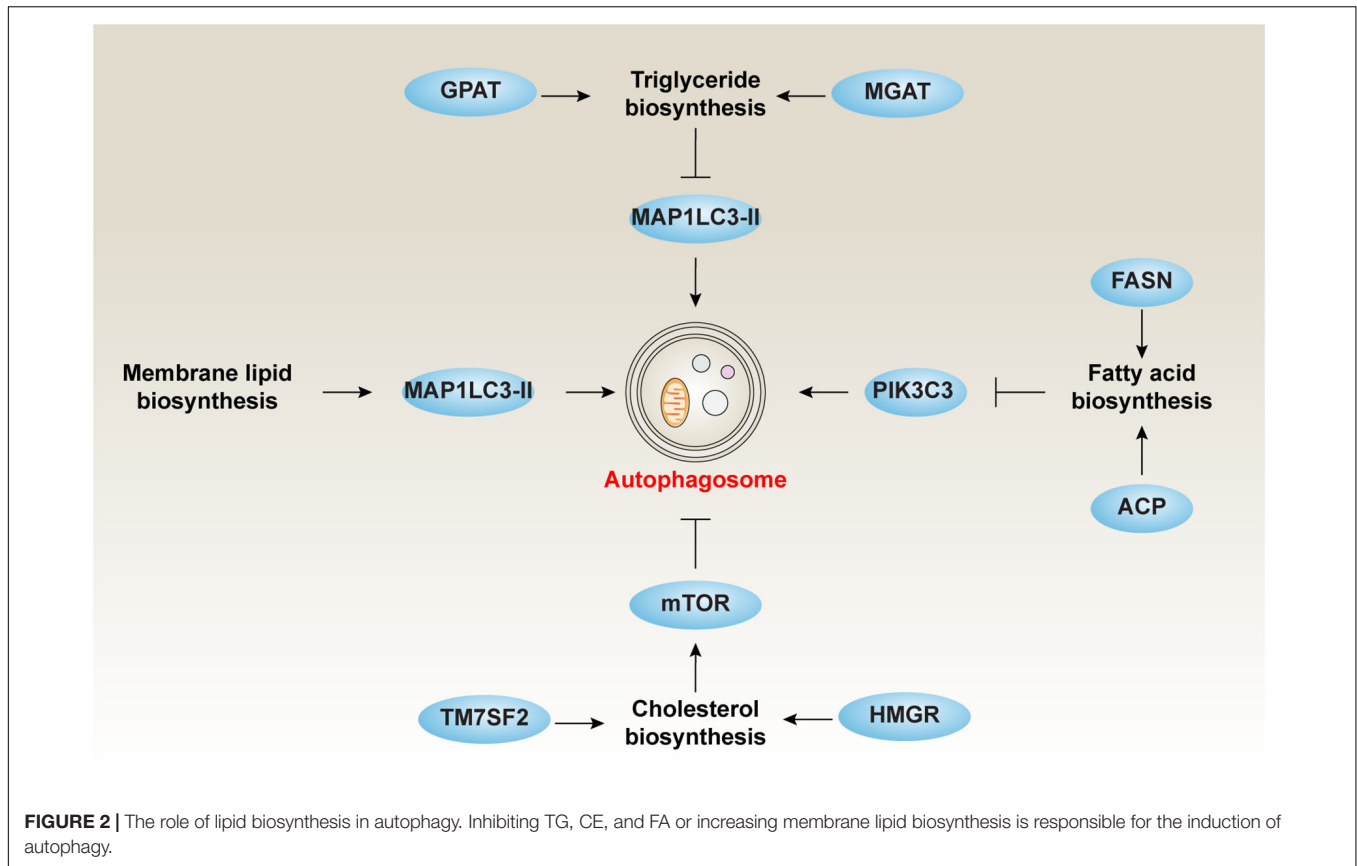 GPAT
Triglyceride
biosynthesis
MGAT
MAP1LC3-II
FASN
Membrane lipid
biosynthesis
MAP1LC3-II
PIK3C3
Fatty acid
biosynthesis
Autophagosome
ACP
mTOR
TM7SF2
Cholesterol
biosynthesis
HMGR
FIGURE 2 | The role of lipid biosynthesis in autophagy. Inhibiting TG, CE, and FA or increasing membrane lipid biosynthesis is responsible for the induction of
autophagy.